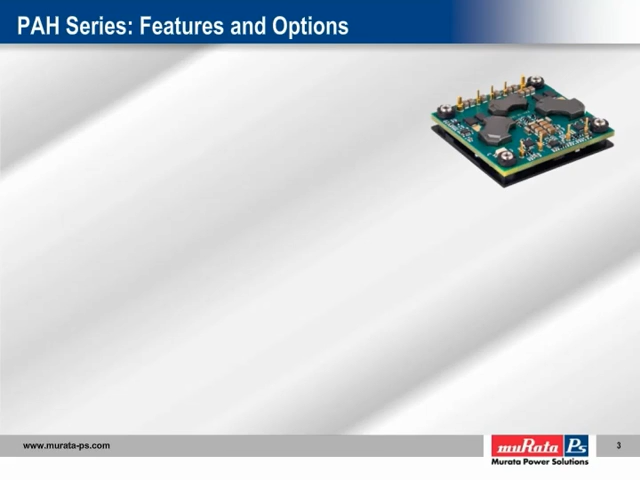 PAH Series: Features and Options
www.murata-ps.com
muRata Ps
Murata Power Solutions
3